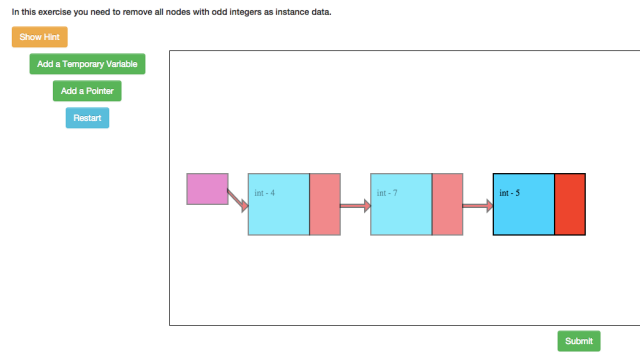 In this exercise you need to remove all nodes with odd integers as instance data.
Show Hint
Add a Temporary Variable
Add a Pointer
Restart
int - 4
int - 7
int - 5
Submit